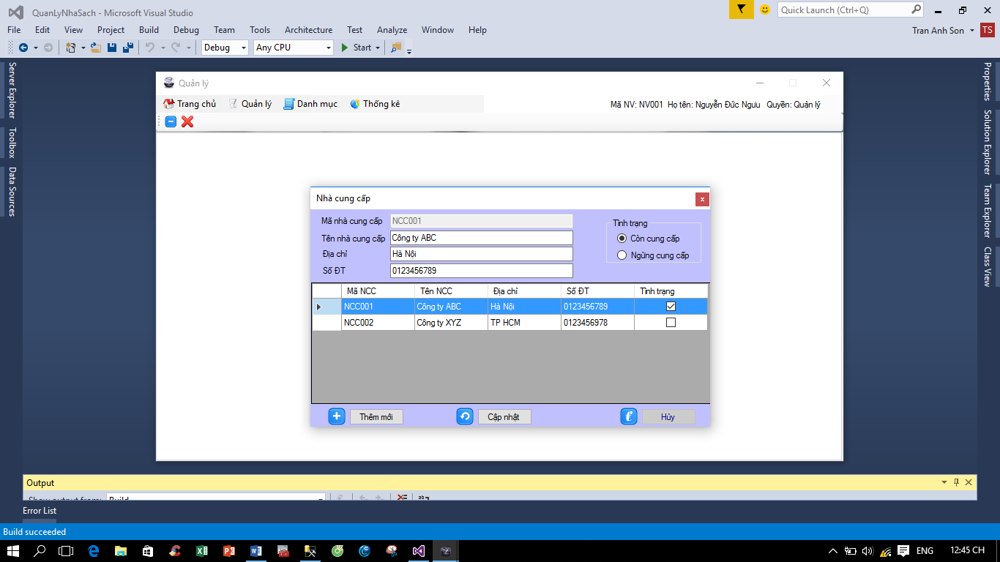 QuanLyNhaSach - Microsoft Visual Studio
Quick Launch (Ctrl+Q)
File Edit View Project Build Debug Team Tools Architecture Test Analyze Window Help
Tran Anh Son TS
Debug Any CPU Start
Server Explorer
Toolbox
Data Sources
Properties
Solution Explorer
Team Explorer
Class View
Quản lý
Trang chủ Quản lý Danh mục Thống kê
Mã NV: NV001 Họ tên: Nguyễn Đức Ngưu Quyền: Quản lý
Nhà cung cấp x
Mã nhà cung cấp NCC001
Tên nhà cung cấp Công ty ABC
Địa chỉ Hà Nội
Số ĐT 0123456789
Tình trạng
Còn cung cấp
Ngừng cung cấp
Mã NCC Tên NCC Địa chỉ Số ĐT Tình trạng
NCC001 Công ty ABC Hà Nội 0123456789
NCC002 Công ty XYZ TP HCM 0123456978
Thêm mới Cập nhật Hủy
Output
Show output from: Build
Error List
Build succeeded
ENG 12:45 CH